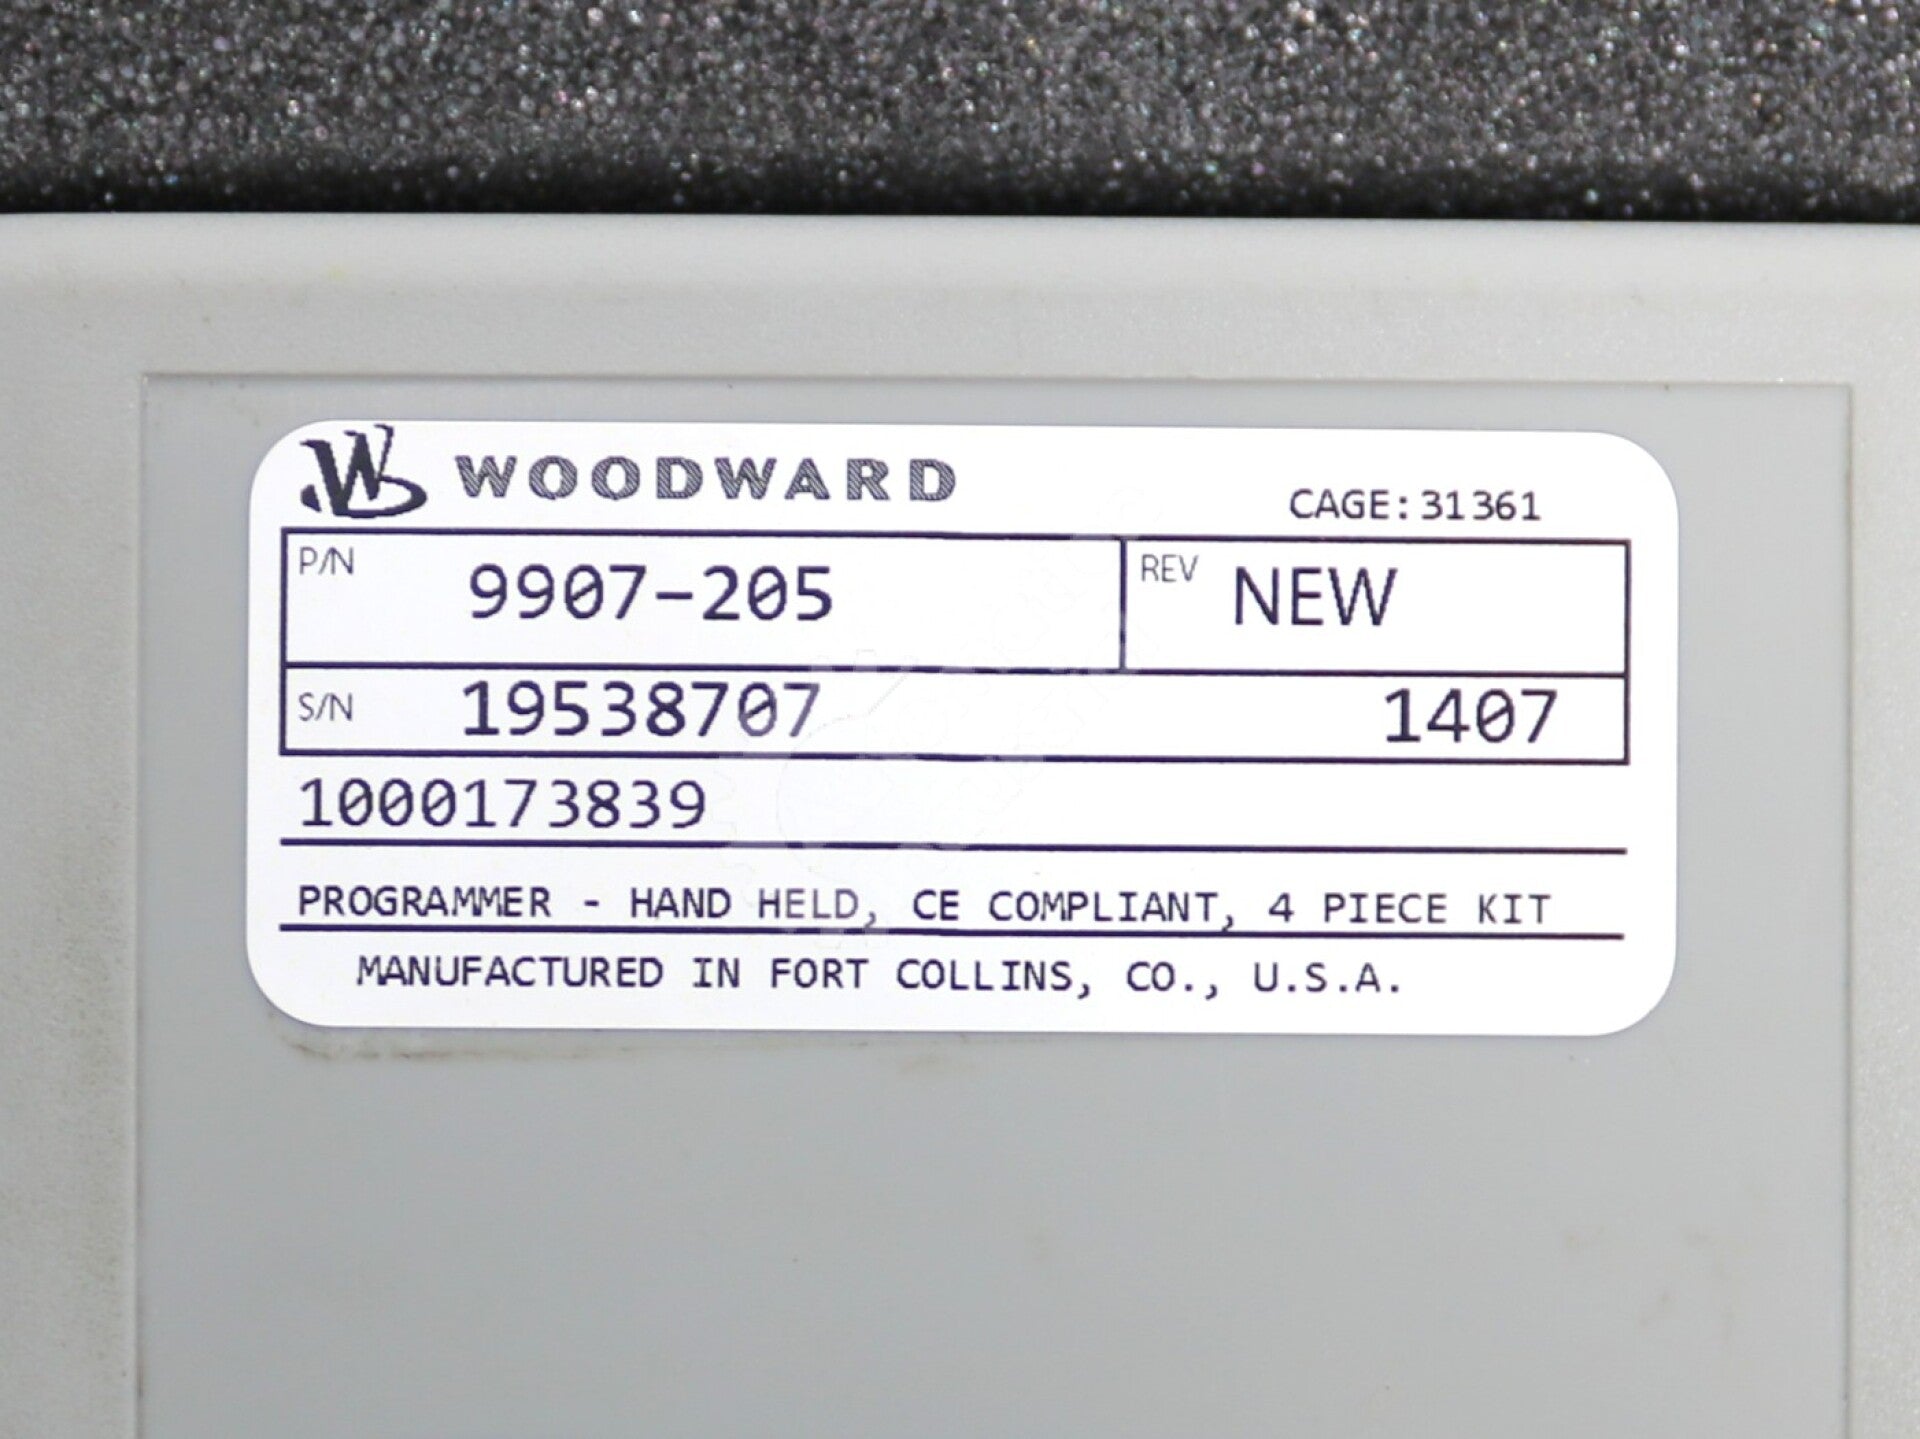 WOODWARD
CAGE:31361
P/N 9907-205 REV NEW
S/N 19538707 1407
1000173839
PROGRAMMER - HAND HELD, CE COMPLIANT, 4 PIECE KIT
MANUFACTURED IN FORT COLLINS, CO., U.S.A.